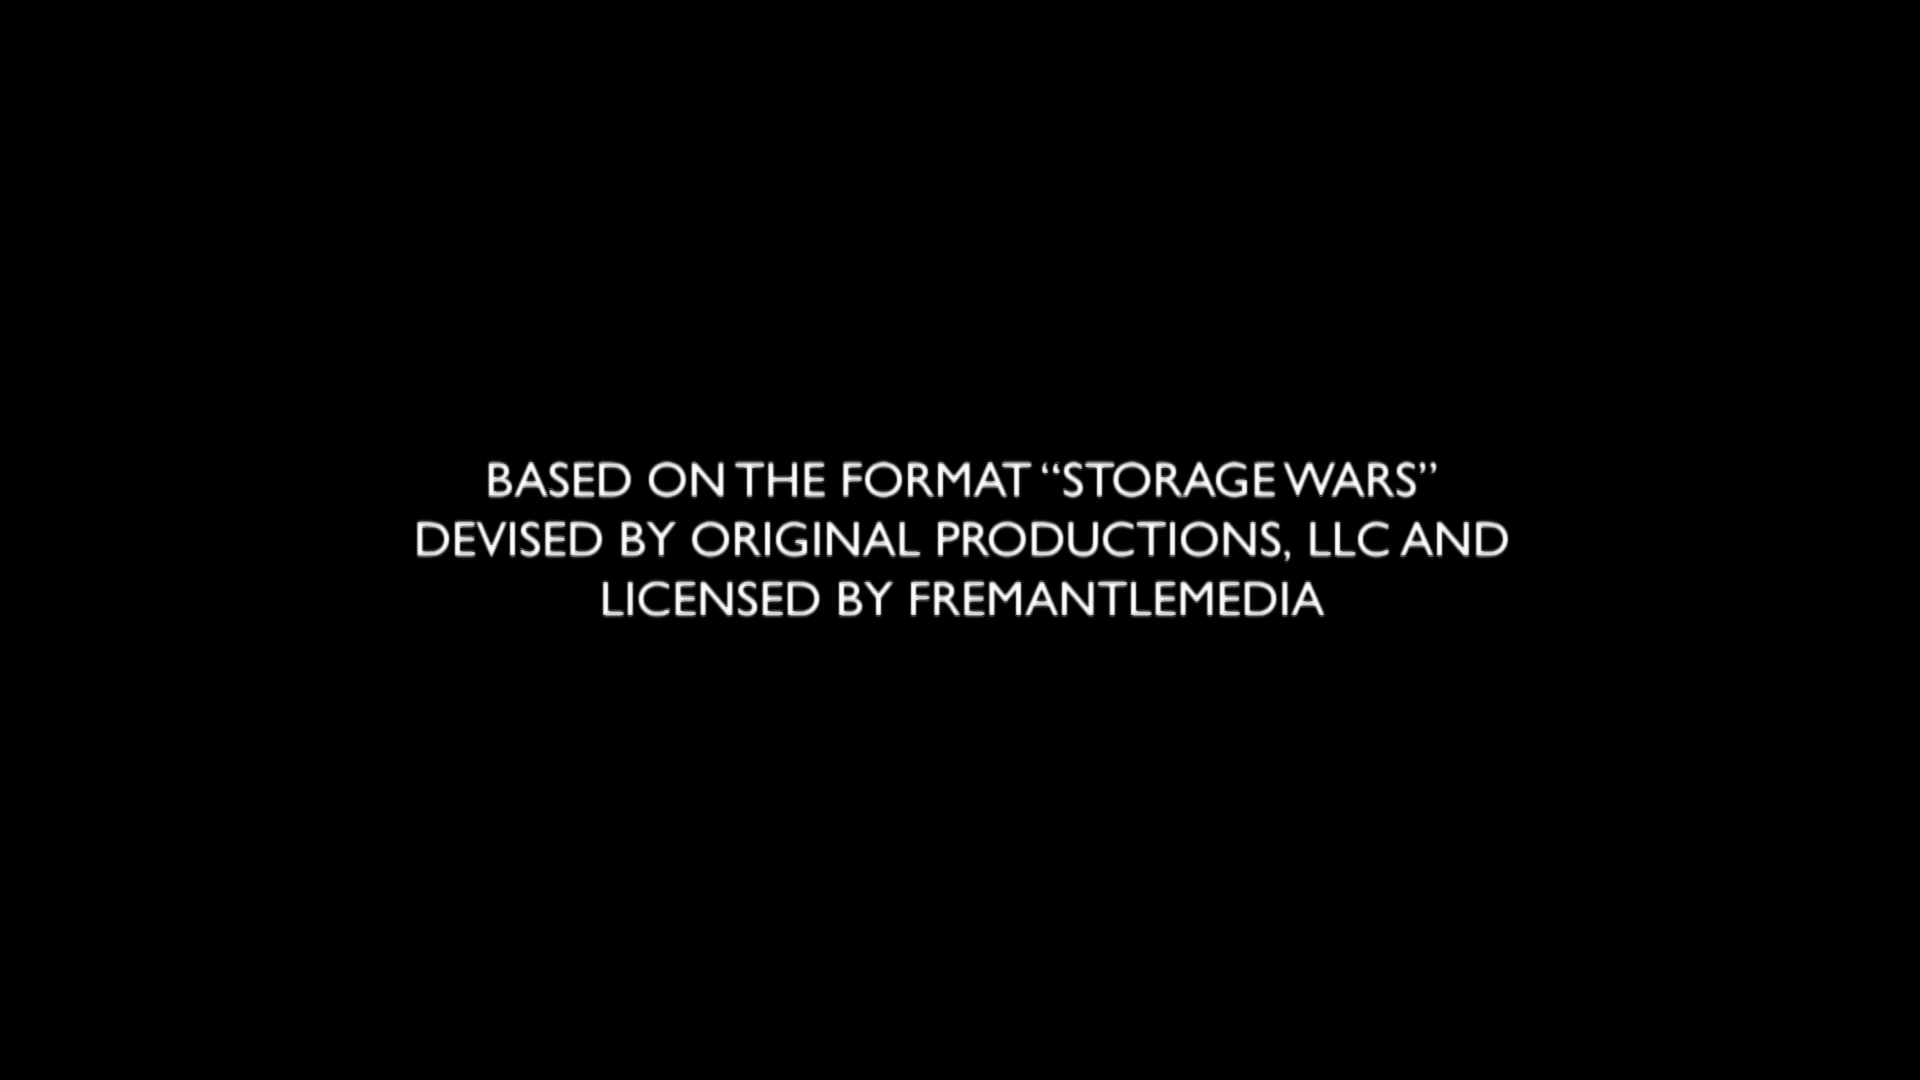 BASED ON THE FORMAT “STORAGE WARS”
DEVISED BY ORIGINAL PRODUCTIONS, LLC AND
LICENSED BY FREMANTLEMEDIA